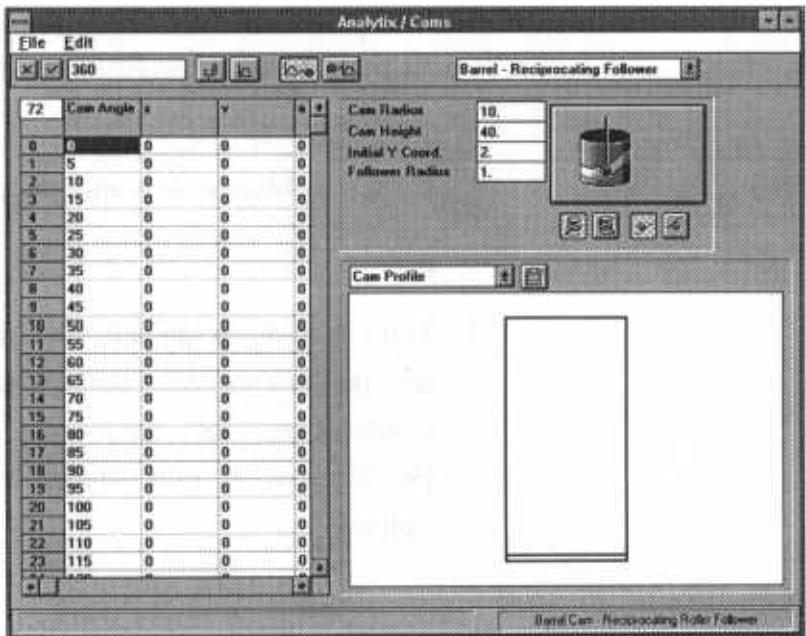 Analytix / Cams
File Edit
360
Barrel - Reciprocating Follower
72 Cam Angle x v a
0 0 0 0 0
1 5 0 0 0
2 10 0 0 0
3 15 0 0 0
4 20 0 0 0
5 25 0 0 0
6 30 0 0 0
7 35 0 0 0
8 40 0 0 0
9 45 0 0 0
10 50 0 0 0
11 55 0 0 0
12 60 0 0 0
13 65 0 0 0
14 70 0 0 0
15 75 0 0 0
16 80 0 0 0
17 85 0 0 0
18 90 0 0 0
19 95 0 0 0
20 100 0 0 0
21 105 0 0 0
22 110 0 0 0
23 115 0 0 0
Cam Radius 10.
Cam Height 40.
Initial Y Coord. 2.
Follower Radius 1.
Cam Profile
Barrel Cam - Reciprocating Roller Follower